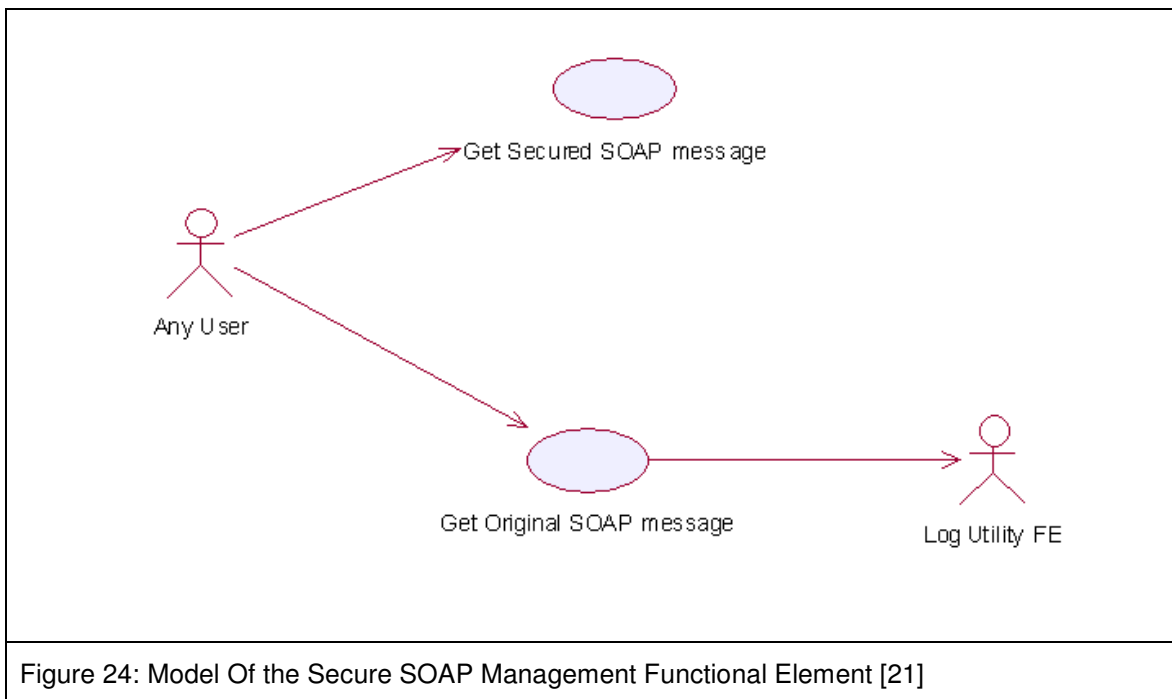 Get Secured SOAP message
Any User
Get Original SOAP message
Log Utility FE
Figure 24: Model Of the Secure SOAP Management Functional Element [21]